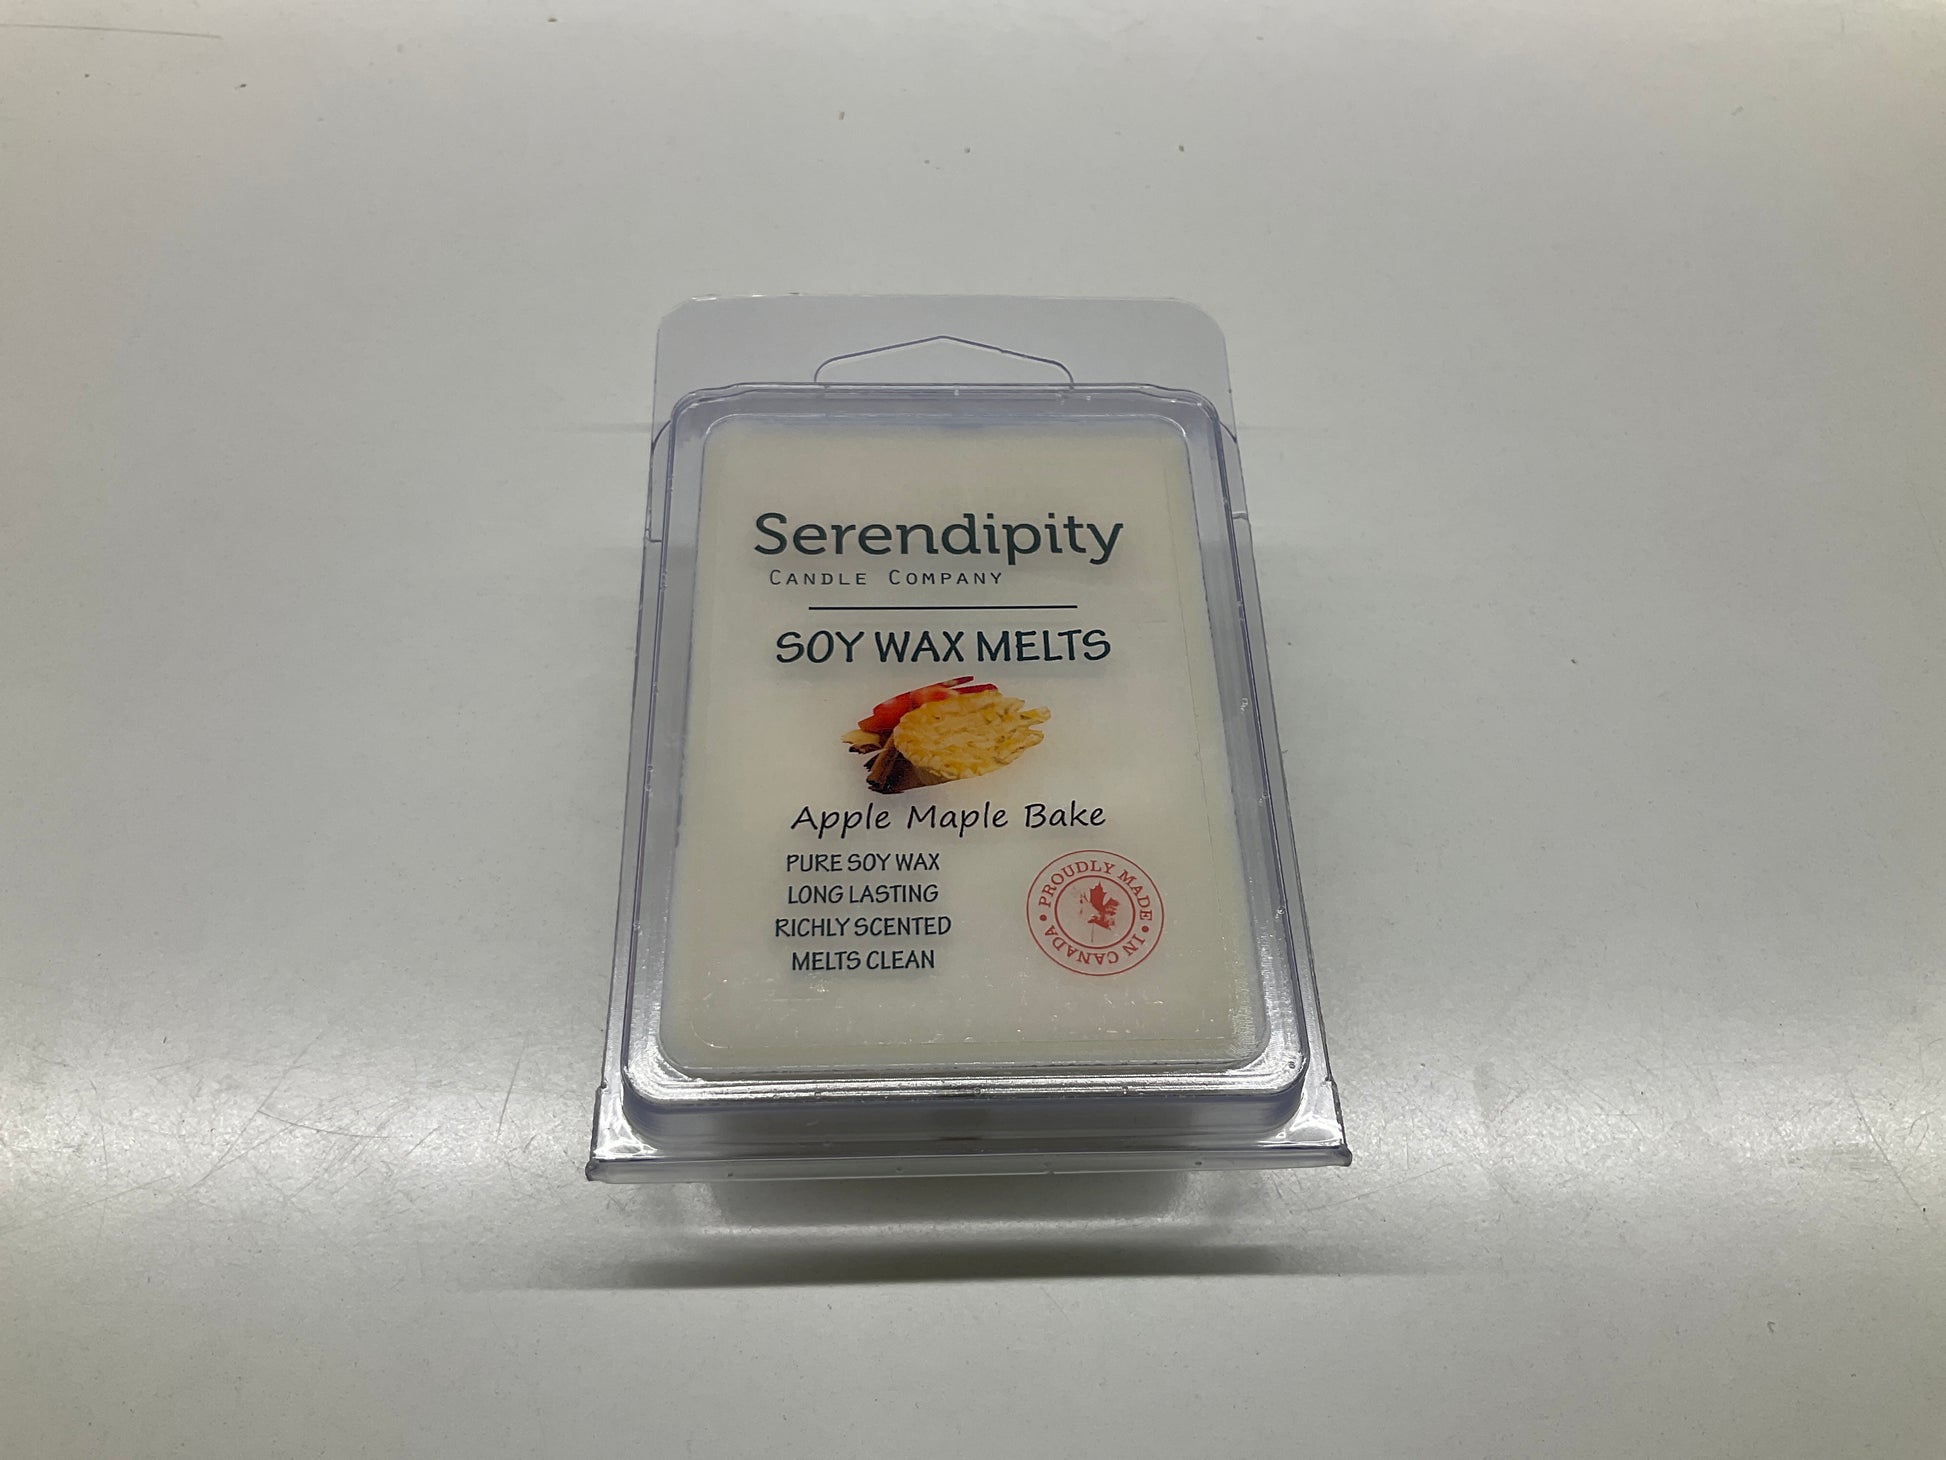 Serendipity
CANDLE COMPANY
SOY WAX MELTS
Apple Maple Bake
PURE SOY WAX
LONG LASTING
RICHLY SCENTED
MELTS CLEAN
PROUDLY MADE • IN CANADA •